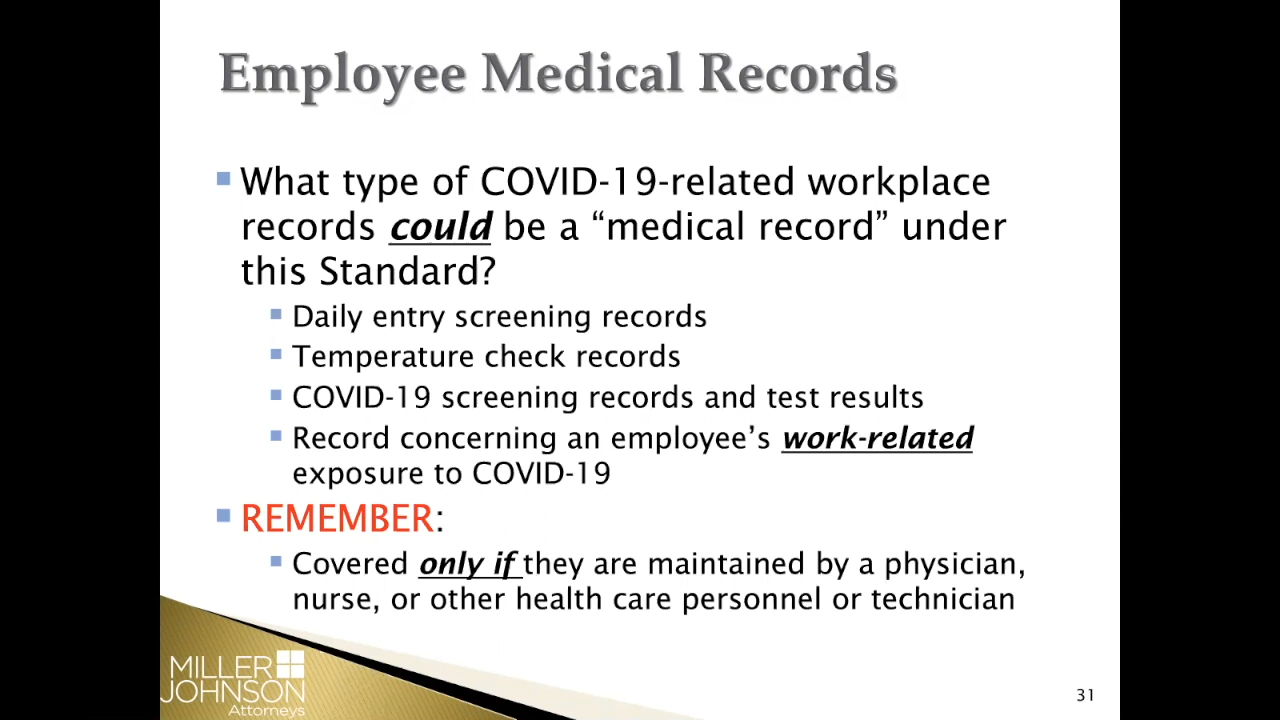 Employee Medical Records
What type of COVID-19-related workplace
records could be a “medical record” under
this Standard?
Daily entry screening records
Temperature check records
COVID-19 screening records and test results
Record concerning an employee’s work-related
exposure to COVID-19
REMEMBER:
Covered only if they are maintained by a physician,
nurse, or other health care personnel or technician
MILLER
JOHNSON
Attorneys
31